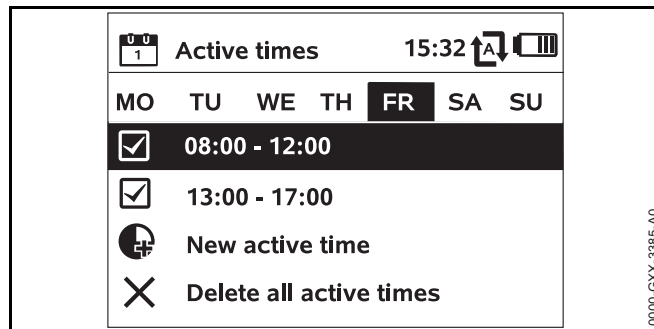 1 Active times 15:32 A
MO TU WE TH FR SA SU
08:00 - 12:00
13:00 - 17:00
New active time
Delete all active times
0000-GXX-3385-A0